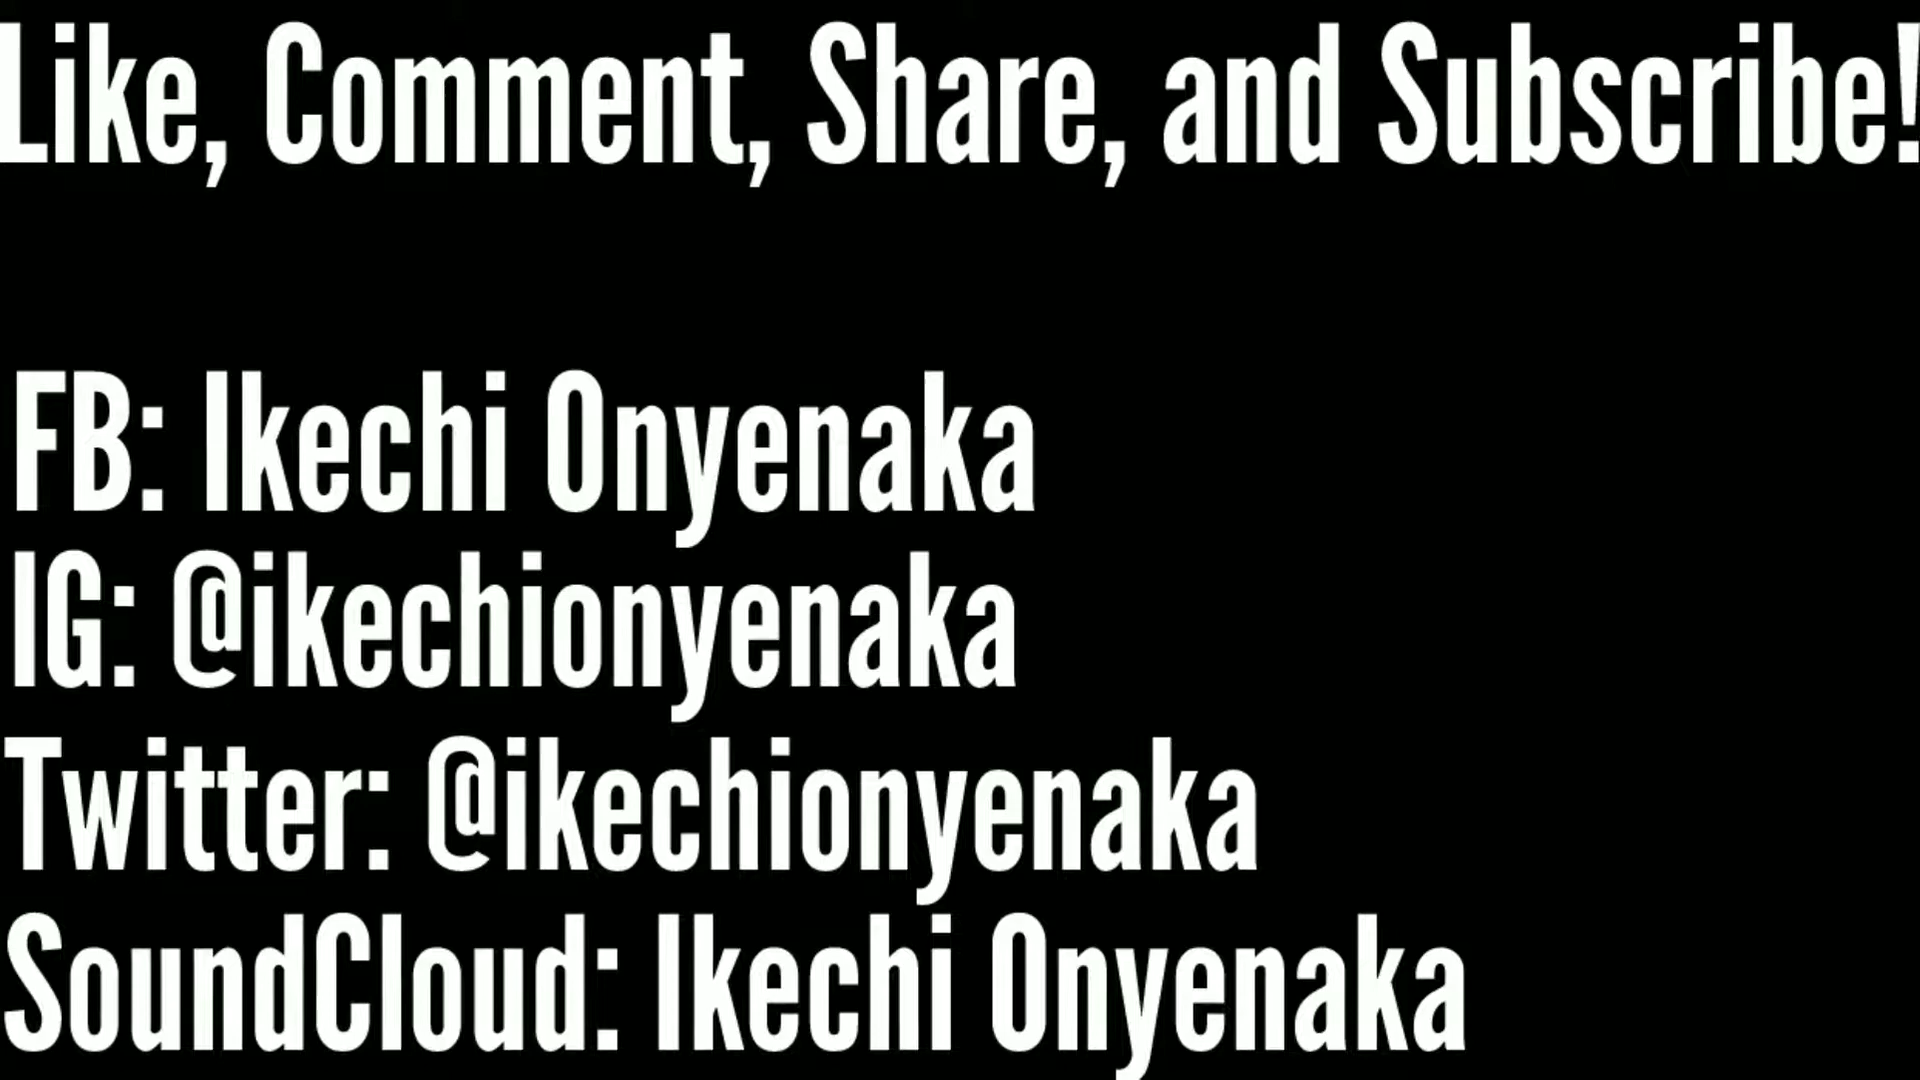 Like, Comment, Share, and Subscribe!
FB: Ikechi Onyenaka
IG: @ikechionyenaka
Twitter: @ikechionyenaka
SoundCloud: Ikechi Onyenaka